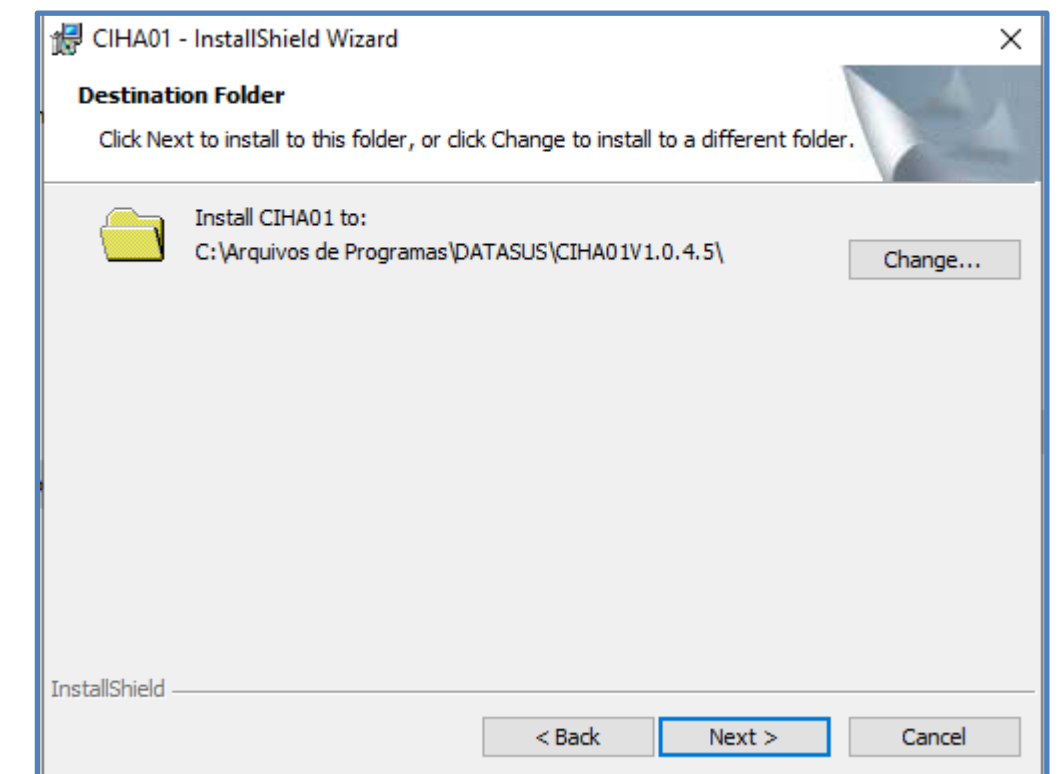 CIHA01 - InstallShield Wizard
Destination Folder
Click Next to install to this folder, or click Change to install to a different folder.
Install CIHA01 to:
C:\Arquivos de Programas\DATASUS\CIHA01V1.0.4.5\
Change...
InstallShield
< Back
Next >
Cancel